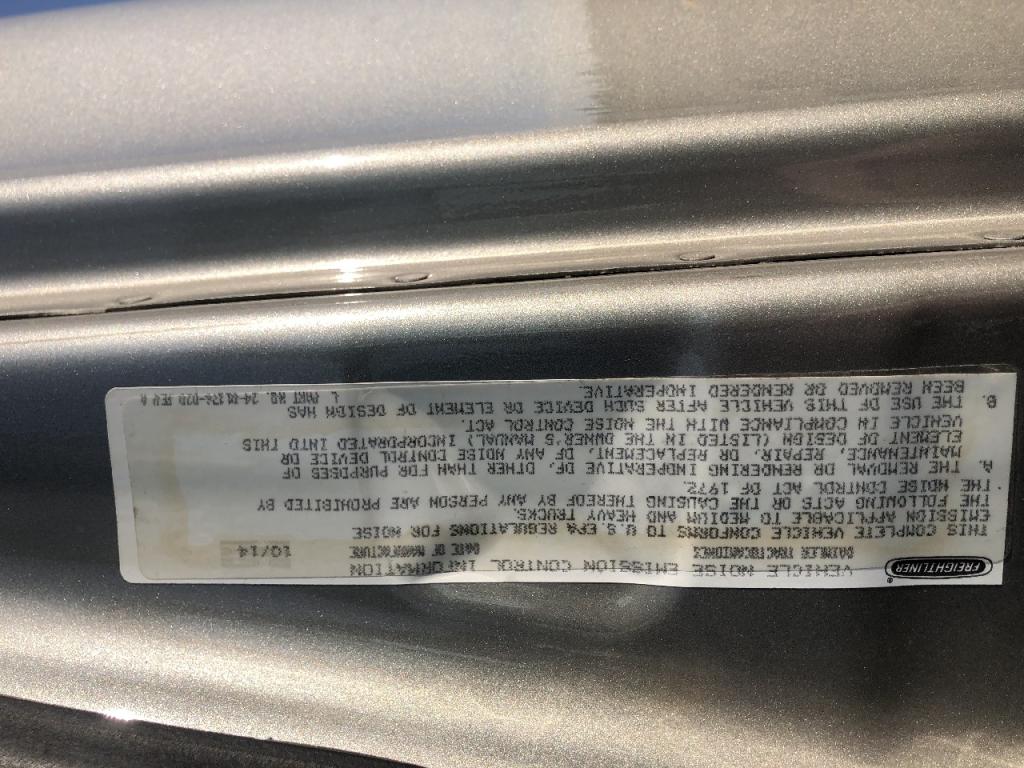 FREIGHTLINER ®
VEHICLE NOISE EMISSION CONTROL INFORMATION
DAIMLER TRUCKS DATE OF MANUFACTURE 10/14
THIS COMPLETE VEHICLE CONFORMS TO U.S.EPA REGULATIONS FOR NOISE
EMISSION APPLICABLE TO MEDIUM AND HEAVY TRUCKS.
THE FOLLOWING ACTS OR THE CAUSING THEREOF BY ANY PERSON ARE PROHIBITED BY
THE NOISE CONTROL ACT OF 1972.
A. THE REMOVAL OR RENDERING INOPERATIVE, OTHER THAN FOR PURPOSES OF
MAINTENANCE, REPAIR, OR REPLACEMENT, OF ANY NOISE CONTROL DEVICE OR
ELEMENT OF DESIGN (LISTED IN THE OWNER'S MANUAL) INCORPORATED INTO THIS
VEHICLE IN COMPLIANCE WITH THE NOISE CONTROL ACT.
B. THE USE OF THIS VEHICLE AFTER SUCH DEVICE OR ELEMENT OF DESIGN HAS
BEEN REMOVED OR RENDERED INOPERATIVE. PART NO. REV A